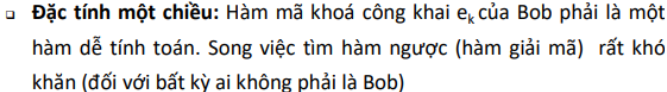 ▫ Đặc tính một chiều: Hàm mã khoá công khai eₖ của Bob phải là một
hàm dễ tính toán. Song việc tìm hàm ngược (hàm giải mã) rất khó
khăn (đối với bất kỳ ai không phải là Bob)